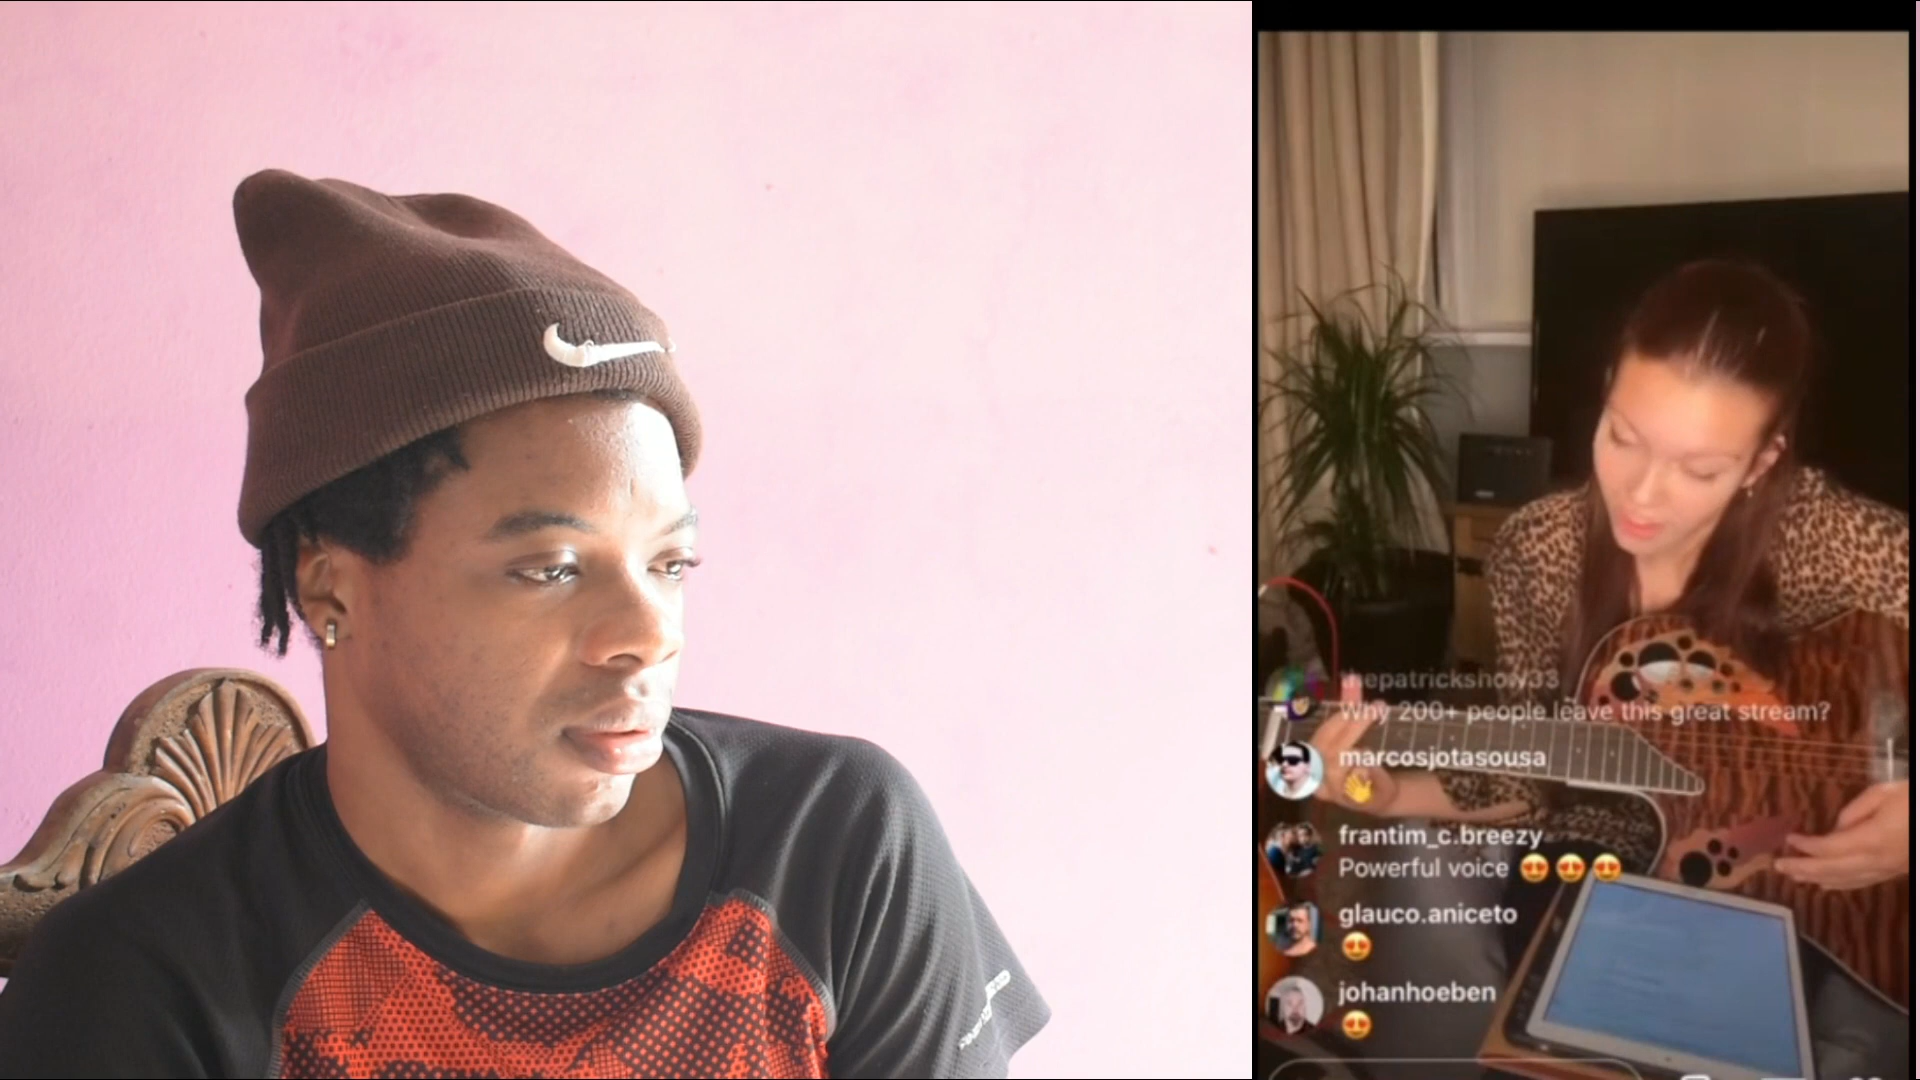 thepatrickshow33
Why 200+ people leave this great stream?
marcosjotasousa
👋
frantim_c.breezy
Powerful voice 😍😍😍
glauco.aniceto
😍
johanhoeben
😍